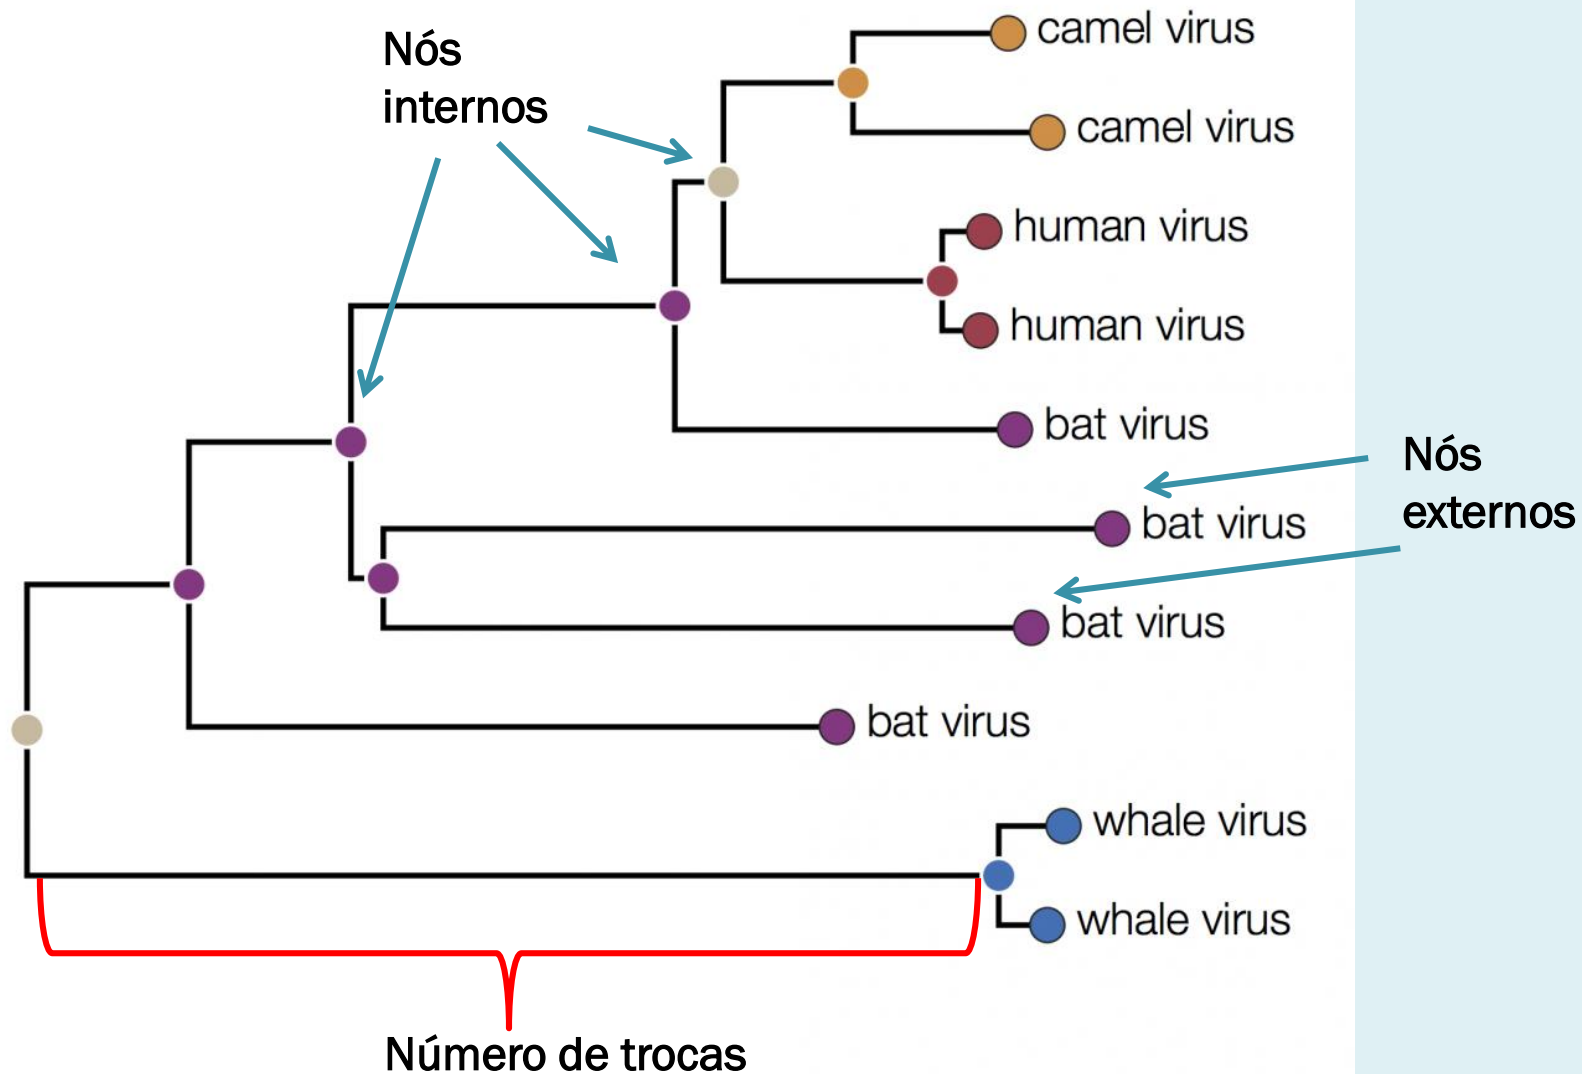 Nós
internos
camel virus
camel virus
human virus
human virus
bat virus
Nós
externos
bat virus
bat virus
bat virus
whale virus
whale virus
Número de trocas